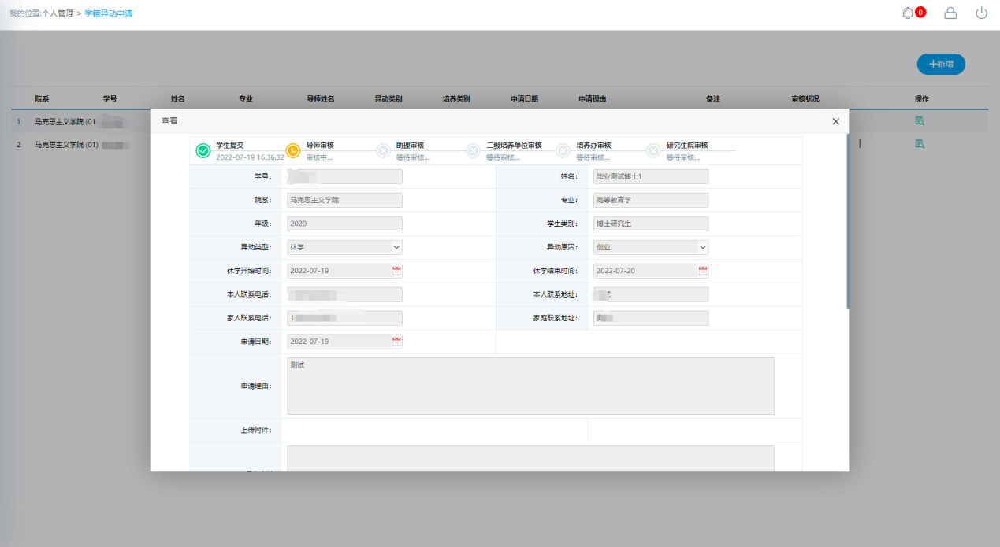 我的位置:个人管理 > 学籍异动申请
0
新增
院系 学号 姓名 专业 导师姓名 异动类别 培养类别 申请日期 申请理由 备注 审核状况 操作
1 马克思主义学院 (01
2 马克思主义学院 (01)
查看
学生提交 导师审核 助理审核 二级培养单位审核 培养办审核 研究生院审核
2022-07-19 16:36:32 审核中... 等待审核... 等待审核... 等待审核... 等待审核...
学号: 姓名: 毕业测试博士1
院系: 马克思主义学院 专业: 高等教育学
年级: 2020 学生类别: 博士研究生
异动类型: 休学 异动原因: 创业
休学开始时间: 2022-07-19 休学结束时间: 2022-07-20
本人联系电话: 本人联系地址:
家人联系电话: 1 家庭联系地址:
申请日期: 2022-07-19
申请理由: 测试
上传附件: